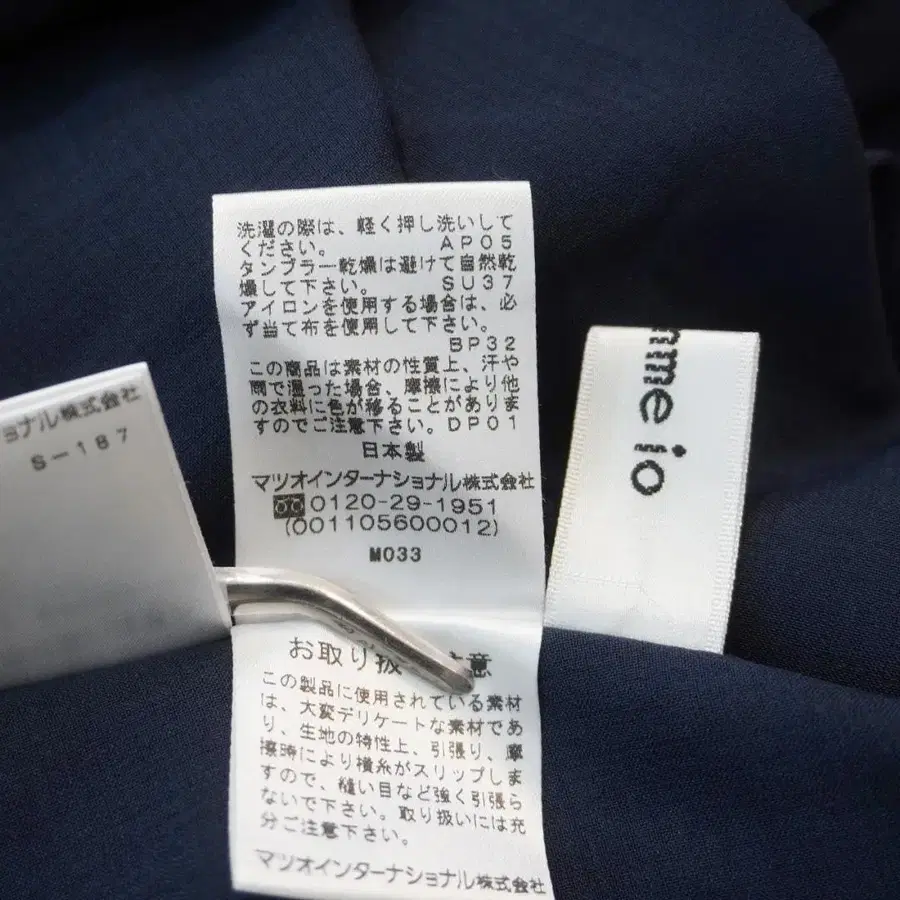 洗濯の際は、軽く押し洗いして
ください。 AP05
タンブラー乾燥は避けて自然乾
燥して下さい。 SU37
アイロンを使用する場合は、必
ず当て布を使用して下さい。
BP32
この商品は素材の性質上、汗や
雨で湿った場合、摩擦により他
の衣料に色が移ることがありま
すのでご注意下さい。DP01
日本製
マツオインターナショナル株式会社
0120-29-1951
(001105600012)
M033
お取り扱 意
この製品に使用されている素材
は、大変デリケートな素材であ
り、生地の特性上、引張り、摩
擦時により横糸がスリップしま
すので、縫い目など強く引張ら
ないで下さい。取り扱いには充
分ご注意下さい。
マツオインターナショナル株式会社
ョナル株式会社
S-187
mme io